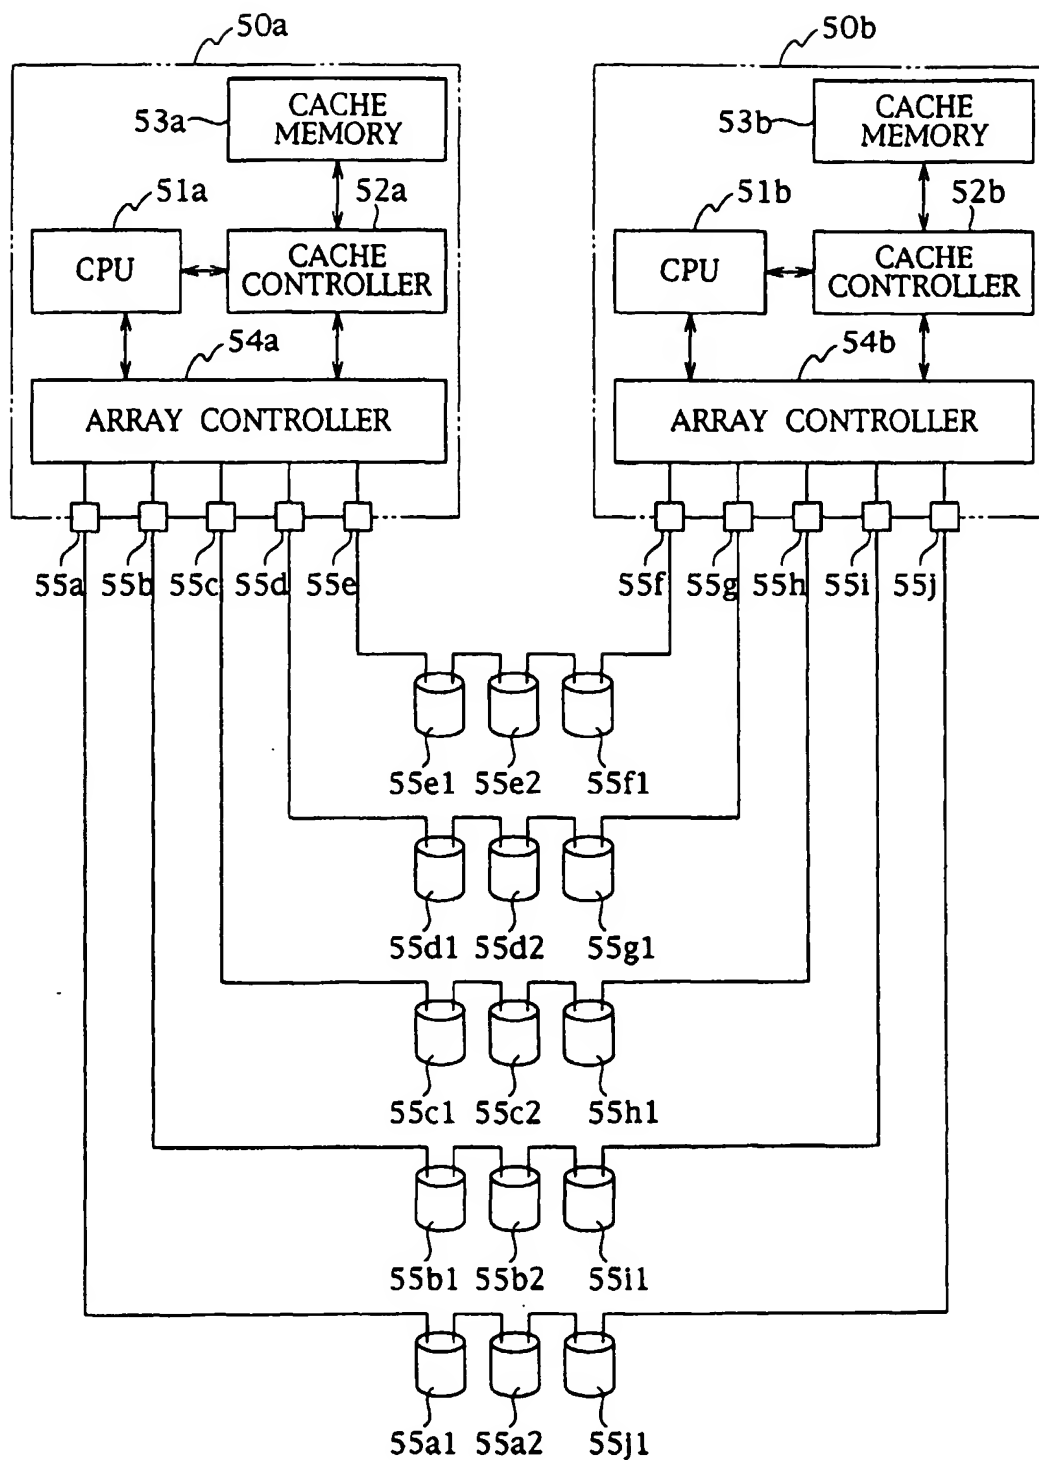 50a
50b
CACHE
MEMORY
53a
CACHE
MEMORY
53b
51a
52a
51b
52b
CPU
CACHE
CONTROLLER
CPU
CACHE
CONTROLLER
54a
54b
ARRAY CONTROLLER
ARRAY CONTROLLER
55a 55b 55c 55d 55e
55f 55g 55h 55i 55j
55e1 55e2 55f1
55d1 55d2 55g1
55c1 55c2 55h1
55b1 55b2 55i1
55a1 55a2 55j1